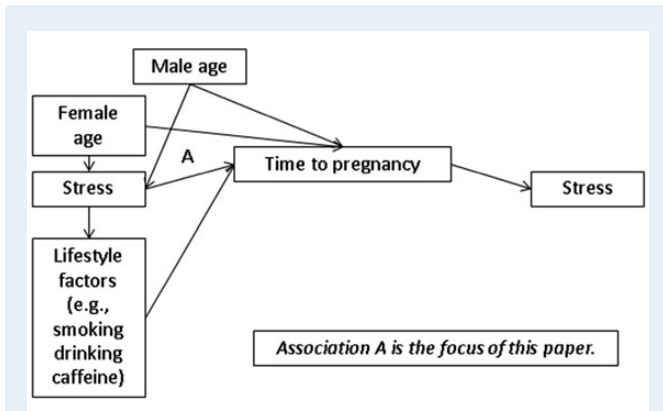 Male age
Female
age
A
Time to pregnancy
Stress
Stress
Lifestyle
factors
(e.g.,
smoking
drinking
caffeine)
Association A is the focus of this paper.